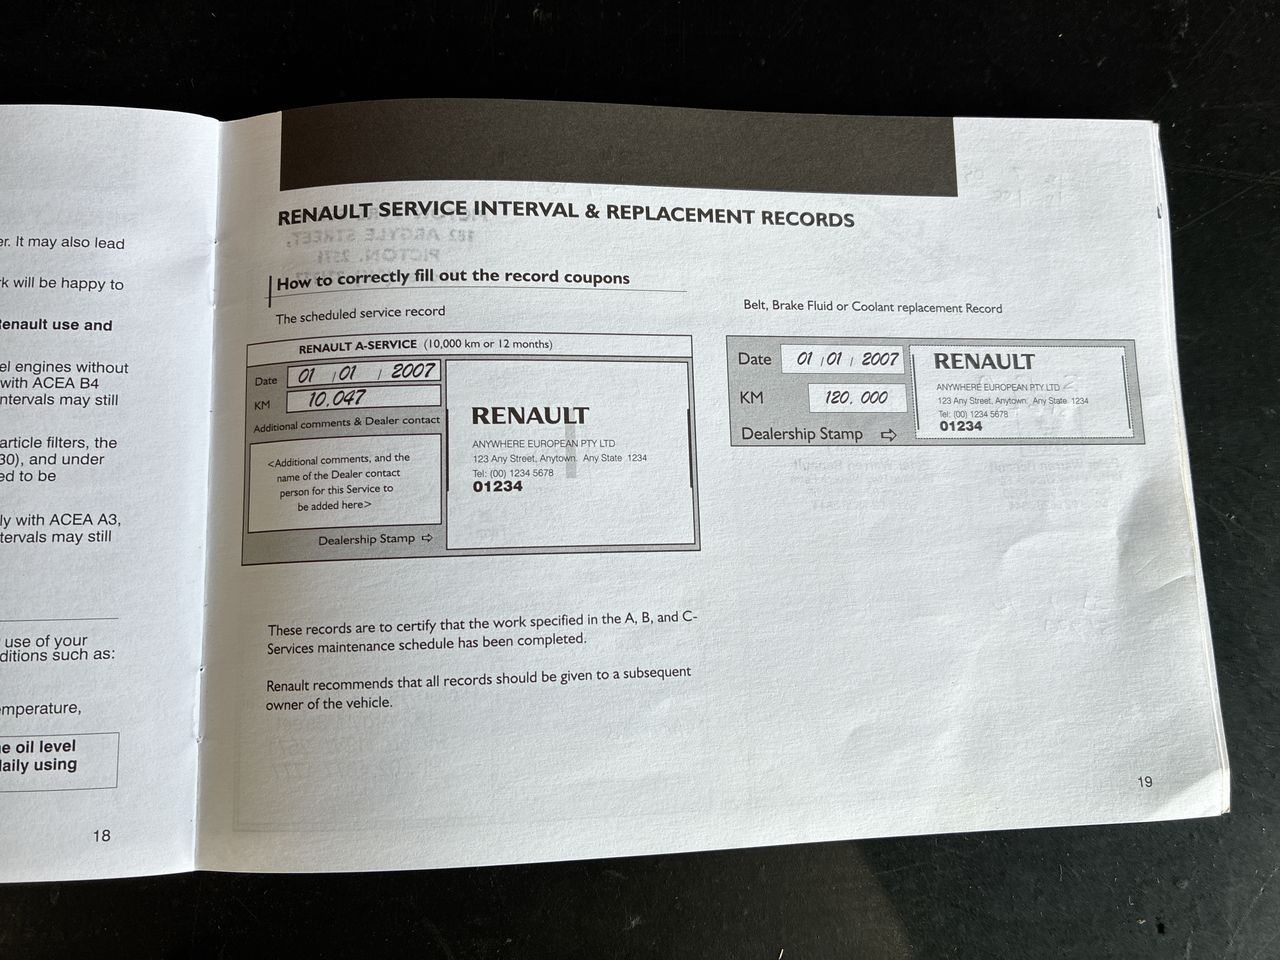 er. It may also lead
k will be happy to
Renault use and
el engines without
with ACEA B4
ntervals may still
article filters, the
30), and under
ed to be
ly with ACEA A3,
tervals may still
use of your
ditions such as:
emperature,
e oil level
daily using
18
RENAULT SERVICE INTERVAL & REPLACEMENT RECORDS
How to correctly fill out the record coupons
The scheduled service record
RENAULT A-SERVICE (10,000 km or 12 months)
Date 01 / 01 / 2007
KM 10,047
Additional comments & Dealer contact
<Additional comments, and the
name of the Dealer contact
person for this Service to
be added here>
Dealership Stamp ⇨
RENAULT
ANYWHERE EUROPEAN PTY LTD
123 Any Street, Anytown. Any State 1234
Tel: (00) 1234 5678
01234
These records are to certify that the work specified in the A, B, and C-
Services maintenance schedule has been completed.
Renault recommends that all records should be given to a subsequent
owner of the vehicle.
Belt, Brake Fluid or Coolant replacement Record
Date 01 / 01 / 2007
KM 120, 000
Dealership Stamp ⇨
RENAULT
ANYWHERE EUROPEAN PTY LTD
123 Any Street, Anytown. Any State 1234
Tel: (00) 1234 5678
01234
19